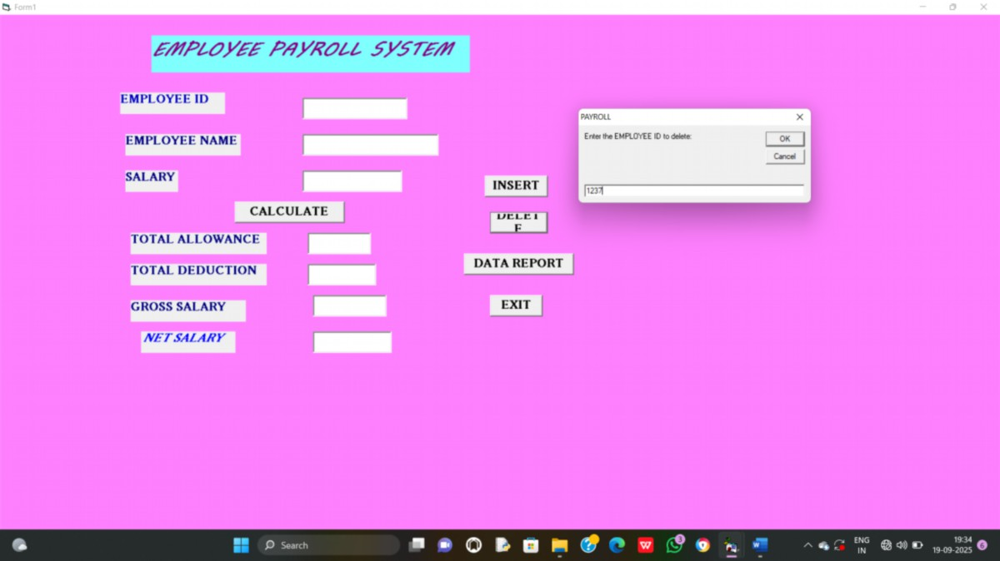 Form1
EMPLOYEE PAYROLL SYSTEM
EMPLOYEE ID
EMPLOYEE NAME
SALARY
CALCULATE
TOTAL ALLOWANCE
TOTAL DEDUCTION
GROSS SALARY
NET SALARY
INSERT
DELET
E
DATA REPORT
EXIT
PAYROLL
Enter the EMPLOYEE ID to delete:
OK
Cancel
1237
Search
3
ENG
IN
19:34
19-09-2025
6